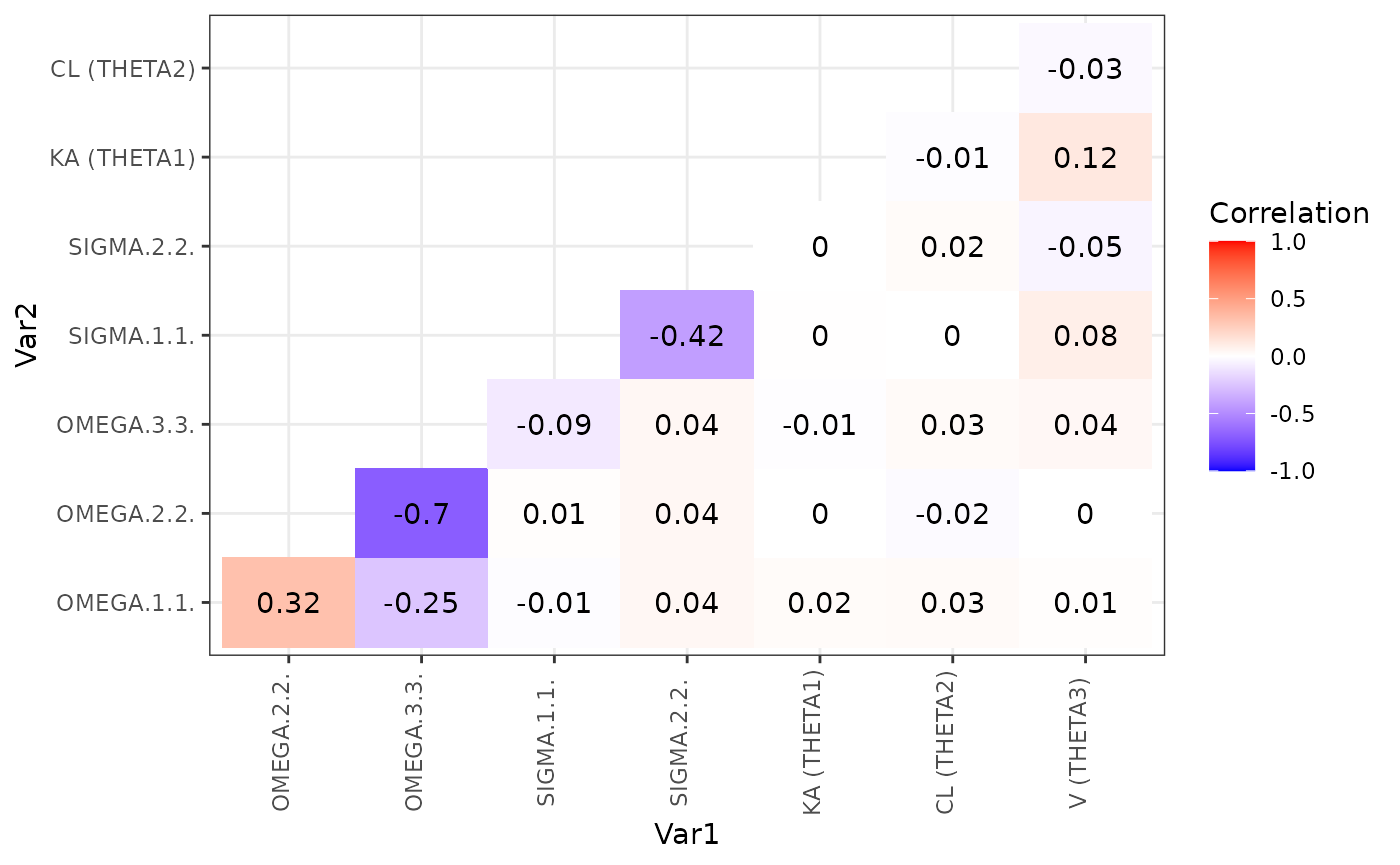 CL (THETA2) -0.03
KA (THETA1) -0.01 0.12
SIGMA.2.2. 0 0.02 -0.05
SIGMA.1.1. -0.42 0 0 0.08
OMEGA.3.3. -0.09 0.04 -0.01 0.03 0.04
OMEGA.2.2. -0.7 0.01 0.04 0 -0.02 0
OMEGA.1.1. 0.32 -0.25 -0.01 0.04 0.02 0.03 0.01
Var2
OMEGA.2.2.
OMEGA.3.3.
SIGMA.1.1.
SIGMA.2.2.
KA (THETA1)
CL (THETA2)
V (THETA3)
Var1
Correlation
1.0
0.5
0.0
-0.5
-1.0